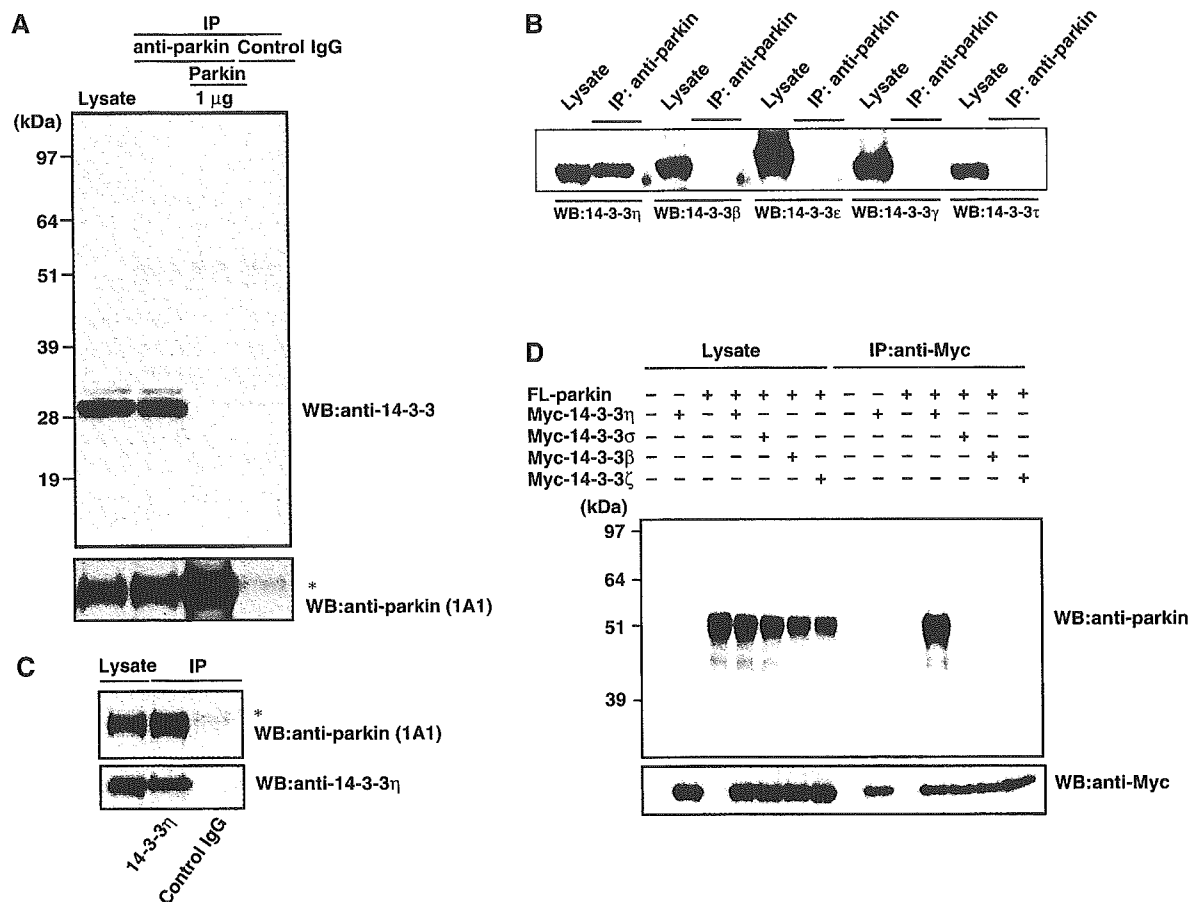 A
IP
anti-parkin Control IgG
Parkin
Lysate 1 μg
(kDa)
97
64
51
39
28
19
WB:anti-14-3-3
*
WB:anti-parkin (1A1)
B
Lysate
IP: anti-parkin
Lysate
IP: anti-parkin
Lysate
IP: anti-parkin
Lysate
IP: anti-parkin
Lysate
IP: anti-parkin
WB:14-3-3η WB:14-3-3β WB:14-3-3ε WB:14-3-3γ WB:14-3-3τ
C
Lysate IP
*
WB:anti-parkin (1A1)
WB:anti-14-3-3η
14-3-3η
Control IgG
D
Lysate IP:anti-Myc
FL-parkin – – + + + + + – – + + + + +
Myc-14-3-3η – + – + – – – – + – + – – –
Myc-14-3-3σ – – – – + – – – – – – + – –
Myc-14-3-3β – – – – – + – – – – – – + –
Myc-14-3-3ζ – – – – – – + – – – – – – +
(kDa)
97
64
51
39
WB:anti-parkin
WB:anti-Myc